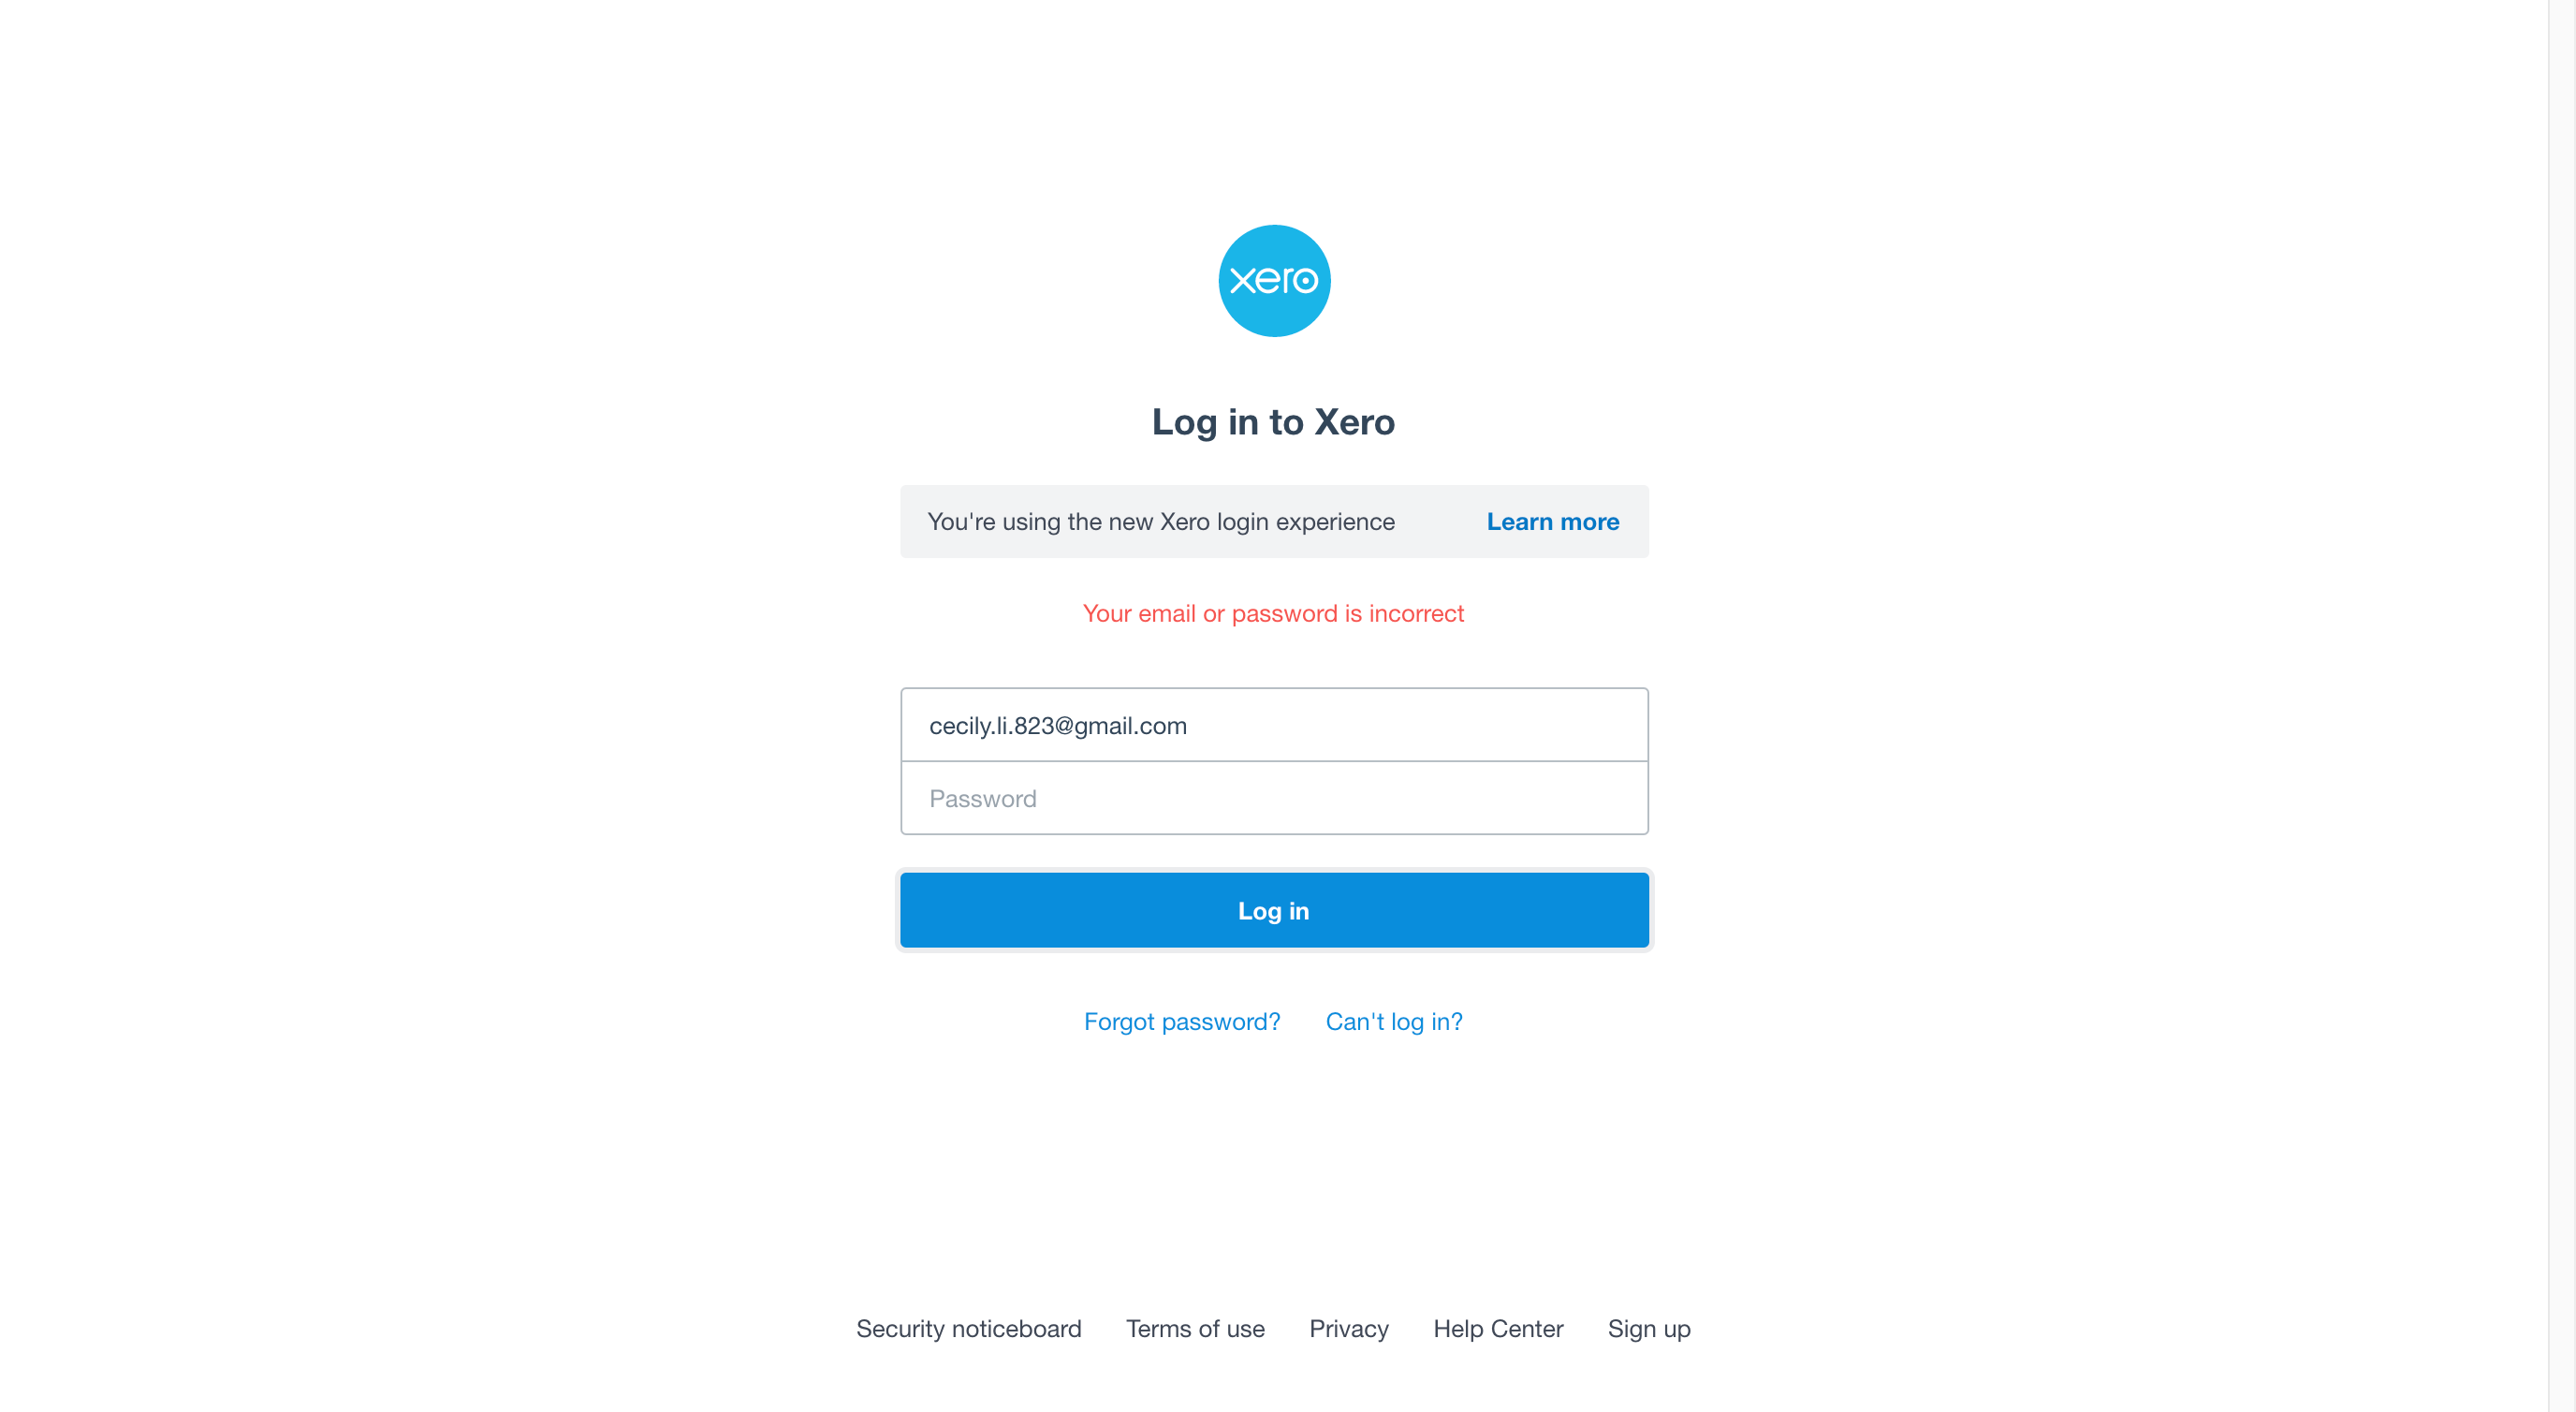 xero
Log in to Xero
You're using the new Xero login experience Learn more
Your email or password is incorrect
cecily.li.823@gmail.com
Password
Log in
Forgot password? Can't log in?
Security noticeboard Terms of use Privacy Help Center Sign up